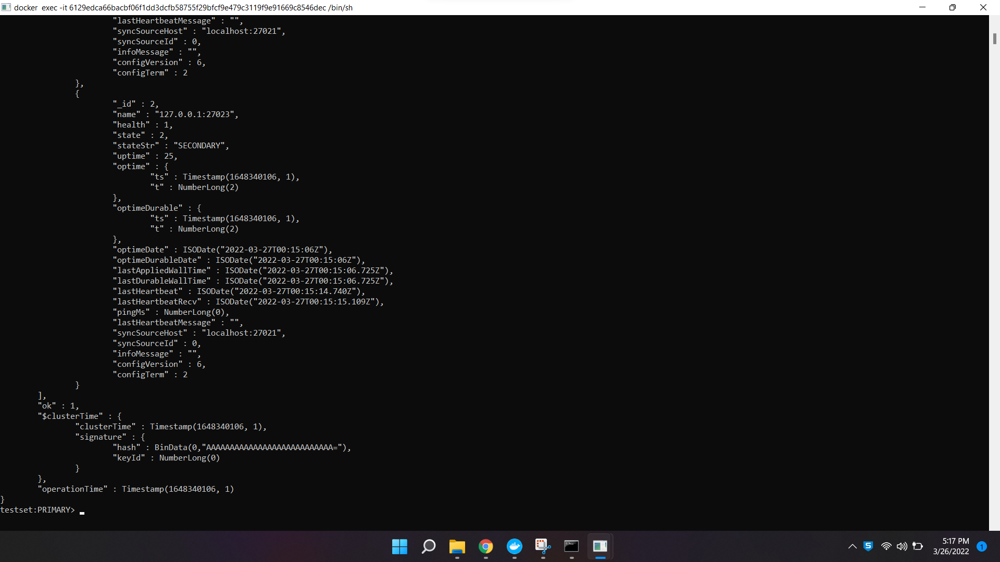 docker  exec -it 6129edca66bacbf06f1dd3dcfb58755f29bfcf9e479c3119f9e91669c8546dec /bin/sh
"lastHeartbeatMessage" : "",
"syncSourceHost" : "localhost:27021",
"syncSourceId" : 0,
"infoMessage" : "",
"configVersion" : 6,
"configTerm" : 2
},
{
"_id" : 2,
"name" : "127.0.0.1:27023",
"health" : 1,
"state" : 2,
"stateStr" : "SECONDARY",
"uptime" : 25,
"optime" : {
"ts" : Timestamp(1648340106, 1),
"t" : NumberLong(2)
},
"optimeDurable" : {
"ts" : Timestamp(1648340106, 1),
"t" : NumberLong(2)
},
"optimeDate" : ISODate("2022-03-27T00:15:06Z"),
"optimeDurableDate" : ISODate("2022-03-27T00:15:06Z"),
"lastAppliedWallTime" : ISODate("2022-03-27T00:15:06.725Z"),
"lastDurableWallTime" : ISODate("2022-03-27T00:15:06.725Z"),
"lastHeartbeat" : ISODate("2022-03-27T00:15:14.740Z"),
"lastHeartbeatRecv" : ISODate("2022-03-27T00:15:15.109Z"),
"pingMs" : NumberLong(0),
"lastHeartbeatMessage" : "",
"syncSourceHost" : "localhost:27021",
"syncSourceId" : 0,
"infoMessage" : "",
"configVersion" : 6,
"configTerm" : 2
}
],
"ok" : 1,
"$clusterTime" : {
"clusterTime" : Timestamp(1648340106, 1),
"signature" : {
"hash" : BinData(0,"AAAAAAAAAAAAAAAAAAAAAAAAAAA="),
"keyId" : NumberLong(0)
}
},
"operationTime" : Timestamp(1648340106, 1)
}
testset:PRIMARY>
5:17 PM
3/26/2022
1